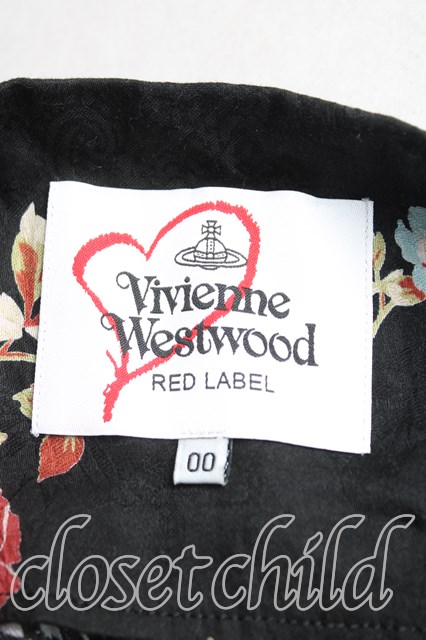 Vivienne
Westwood
RED LABEL
00
closetchild